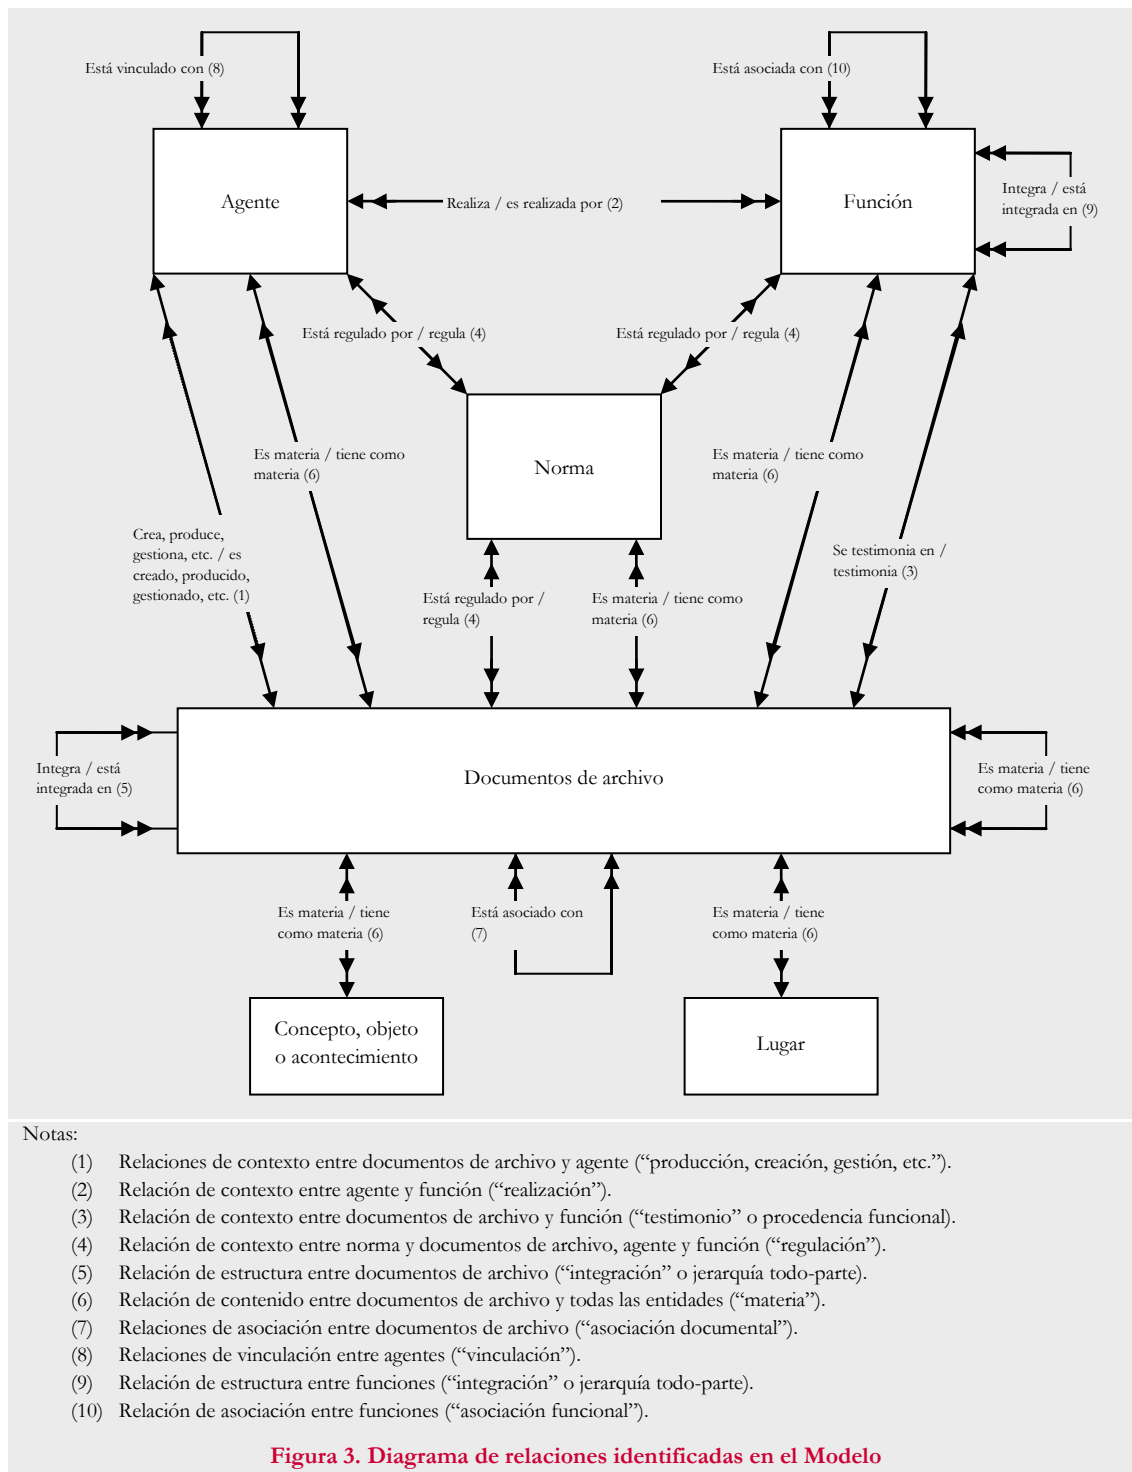 Está vinculado con (8)
Está asociada con (10)
Agente
Realiza / es realizada por (2)
Función
Integra / está
integrada en (9)
Está regulado por / regula (4)
Está regulado por / regula (4)
Es materia / tiene como
materia (6)
Norma
Es materia / tiene como
materia (6)
Crea, produce,
gestiona, etc. / es
creado, producido,
gestionado, etc. (1)
Se testimonia en /
testimonia (3)
Está regulado por /
regula (4)
Es materia / tiene como
materia (6)
Integra / está
integrada en (5)
Documentos de archivo
Es materia / tiene
como materia (6)
Es materia / tiene
como materia (6)
Está asociado con
(7)
Es materia / tiene
como materia (6)
Concepto, objeto
o acontecimiento
Lugar
Notas:
(1) Relaciones de contexto entre documentos de archivo y agente (“producción, creación, gestión, etc.”).
(2) Relación de contexto entre agente y función (“realización”).
(3) Relación de contexto entre documentos de archivo y función (“testimonio” o procedencia funcional).
(4) Relación de contexto entre norma y documentos de archivo, agente y función (“regulación”).
(5) Relación de estructura entre documentos de archivo (“integración” o jerarquía todo-parte).
(6) Relación de contenido entre documentos de archivo y todas las entidades (“materia”).
(7) Relaciones de asociación entre documentos de archivo (“asociación documental”).
(8) Relaciones de vinculación entre agentes (“vinculación”).
(9) Relación de estructura entre funciones (“integración” o jerarquía todo-parte).
(10) Relación de asociación entre funciones (“asociación funcional”).
Figura 3. Diagrama de relaciones identificadas en el Modelo